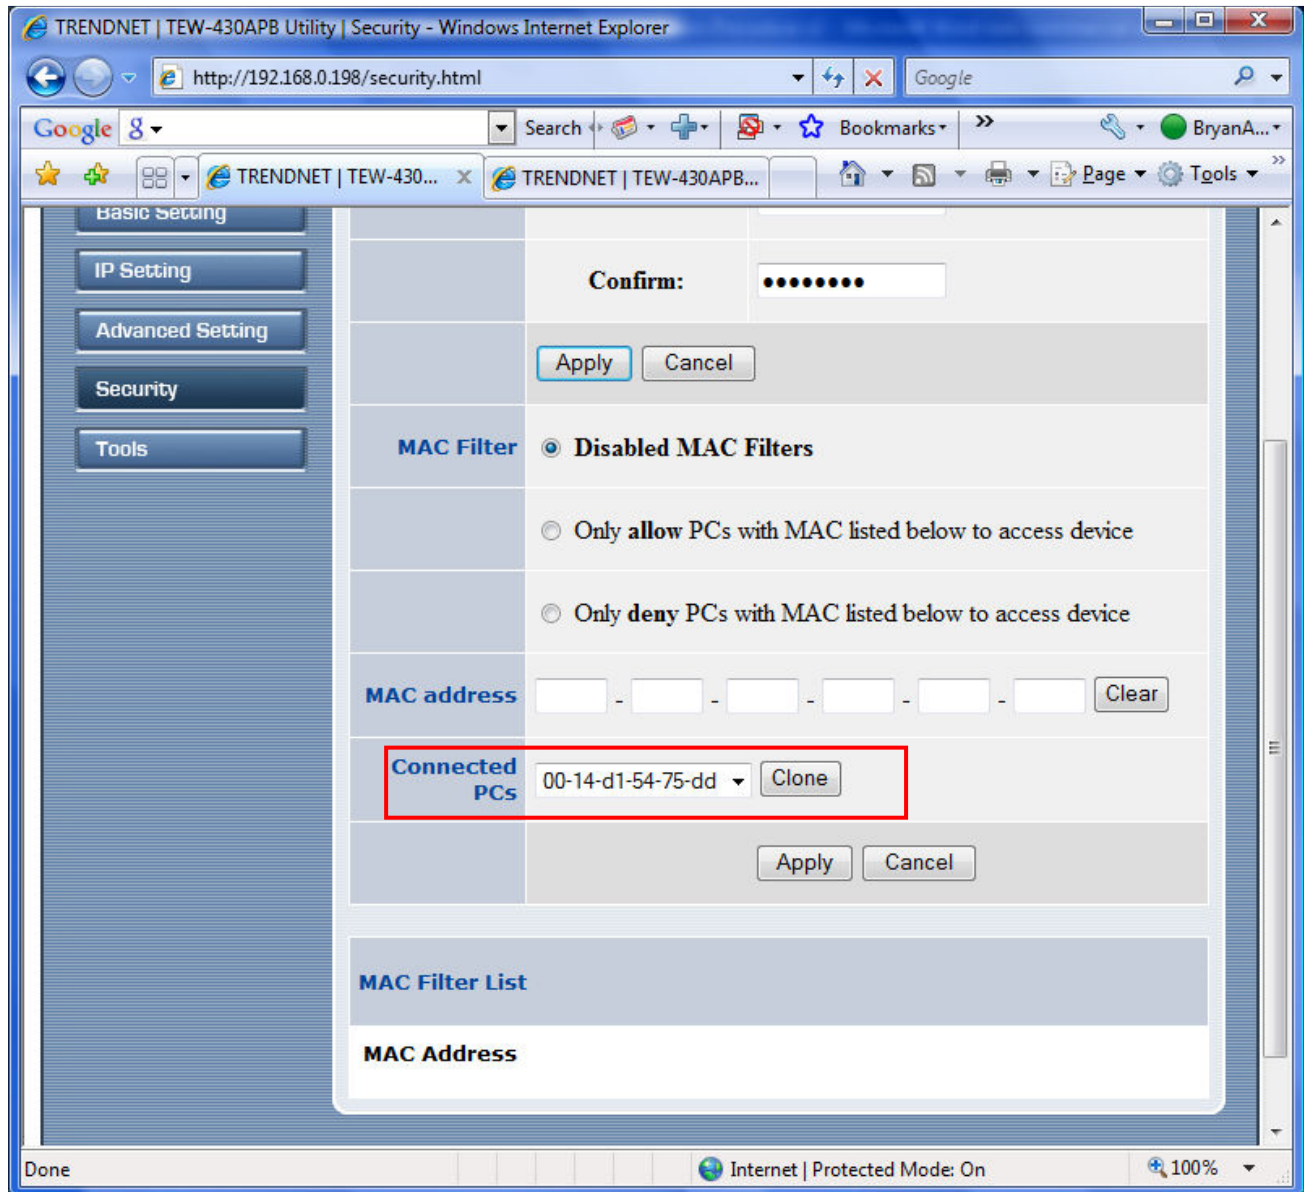 TRENDNET | TEW-430APB Utility | Security - Windows Internet Explorer
http://192.168.0.198/security.html
Google
Google
Search
Bookmarks
BryanA...
TRENDNET | TEW-430...
TRENDNET | TEW-430APB...
Page
Tools
Basic Setting
IP Setting
Confirm:
••••••••
Advanced Setting
Apply Cancel
Security
MAC Filter Disabled MAC Filters
Tools
Only allow PCs with MAC listed below to access device
Only deny PCs with MAC listed below to access device
MAC address - - - - - Clear
Connected PCs
00-14-d1-54-75-dd Clone
Apply Cancel
MAC Filter List
MAC Address
Done
Internet | Protected Mode: On
100%